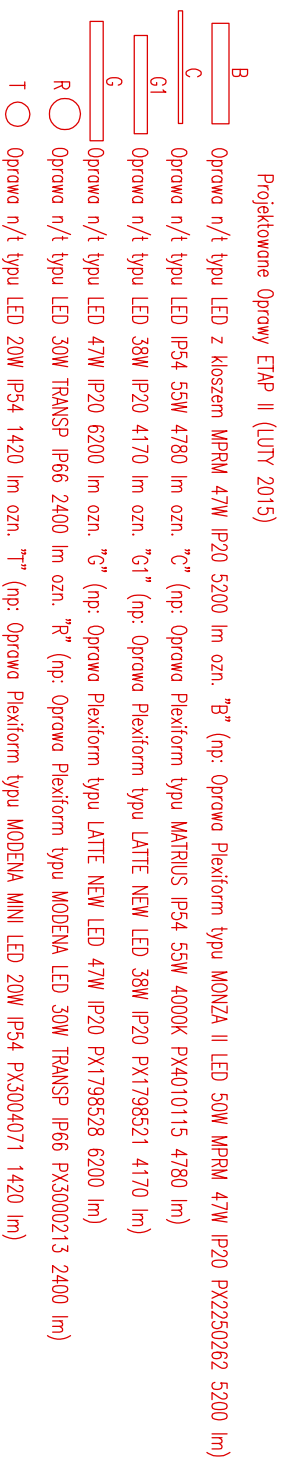 Projektowane Oprawy ETAP II (LUTY 2015)
B Oprawa n/t typu LED z kloszem MPRM 47W IP20 5200 lm ozn. "B" (np: Oprawa Plexiform typu MONZA II LED 50W MPRM 47W IP20 PX2250262 5200 lm)
C Oprawa n/t typu LED IP54 55W 4780 lm ozn. "C" (np: Oprawa Plexiform typu MATRIUS IP54 55W 4000K PX4010115 4780 lm)
G1 Oprawa n/t typu LED 38W IP20 4170 lm ozn. "G1" (np: Oprawa Plexiform typu LATTE NEW LED 38W IP20 PX1798521 4170 lm)
G Oprawa n/t typu LED 47W IP20 6200 lm ozn. "G" (np: Oprawa Plexiform typu LATTE NEW LED 47W IP20 PX1798528 6200 lm)
R Oprawa n/t typu LED 30W TRANSP IP66 2400 lm ozn. "R" (np: Oprawa Plexiform typu MODENA LED 30W TRANSP IP66 PX3000213 2400 lm)
T Oprawa n/t typu LED 20W IP54 1420 lm ozn. "T" (np: Oprawa Plexiform typu MODENA MINI LED 20W IP54 PX3004071 1420 lm)